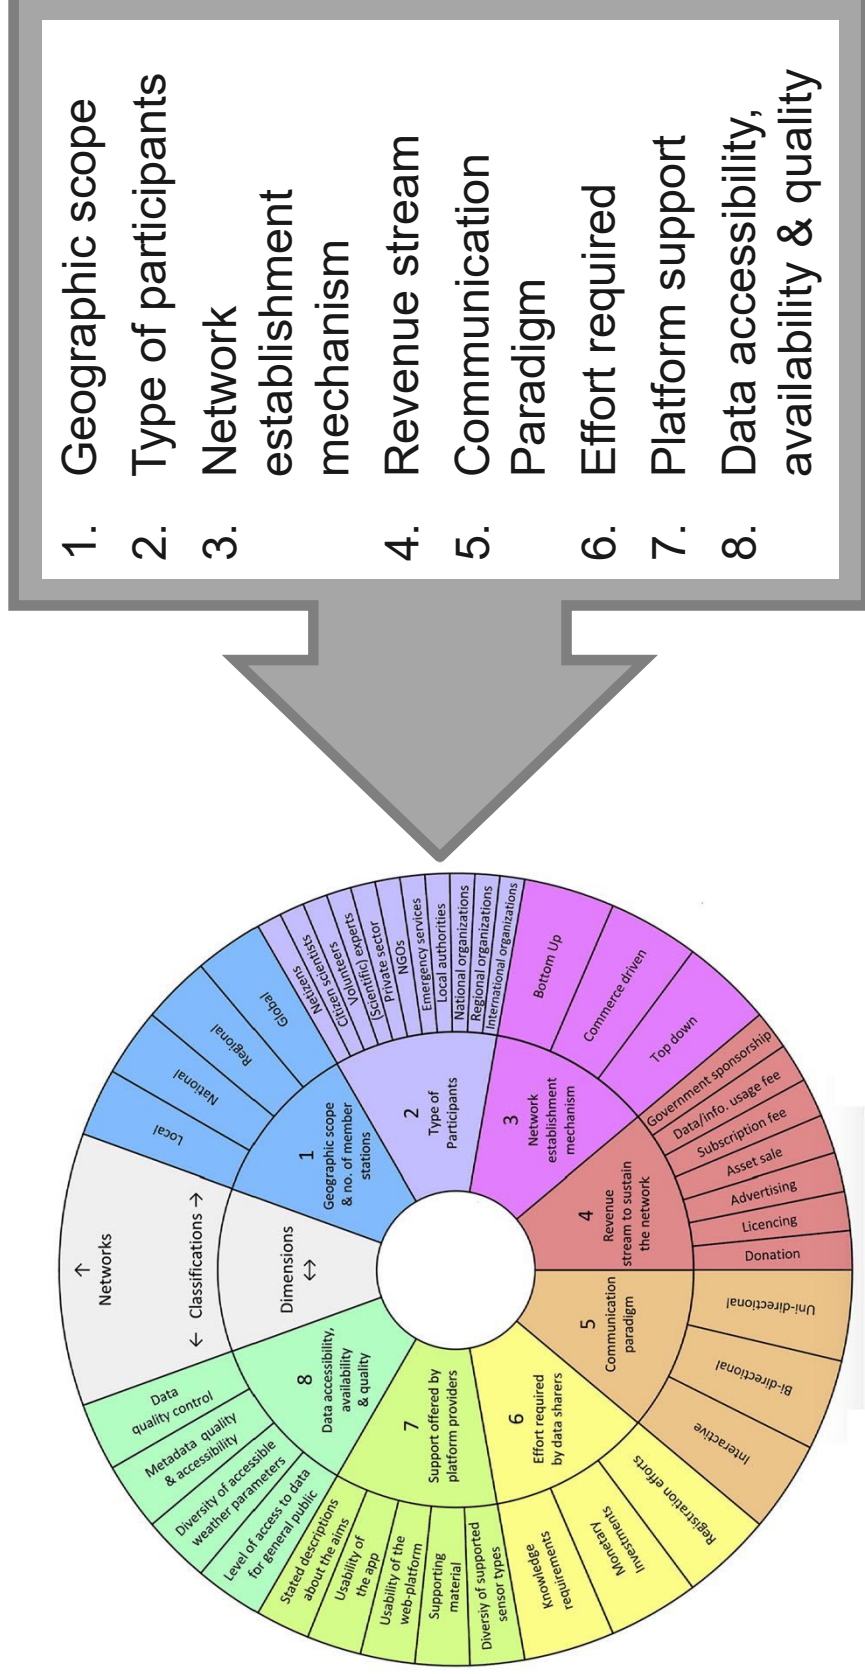 1. Geographic scope
2. Type of participants
3. Network
establishment
mechanism
4. Revenue stream
5. Communication
Paradigm
6. Effort required
7. Platform support
8. Data accessibility,
availability & quality
↑
Networks
← Classifications →
Dimensions
↔
1
Geographic scope
& no. of member
stations
Local
National
Regional
Global
2
Type of
Participants
Netizens
Citizen scientists
Volunteers
(Scientific) experts
Private sector
NGOs
Emergency services
Local authorities
National organizations
Regional organizations
International organizations
3
Network
establishment
mechanism
Bottom Up
Commerce driven
Top down
4
Revenue
stream to sustain
the network
Government sponsorship
Data/info. usage fee
Subscription fee
Asset sale
Advertising
Licencing
Donation
5
Communication
paradigm
Uni-directional
Bi-directional
Interactive
6
Effort required
by data sharers
Registration efforts
Monetary
Investments
Knowledge
requirements
7
Support offered by
platform providers
Diversiy of supported
sensor types
Supporting
material
Usability of the
web-platform
Usability of
the app
Stated descriptions
about the aims
8
Data accessibility,
availability
& quality
Level of access to data
for general public
Diversity of accessible
weather parameters
Metadata quality
& accessibility
Data
quality control